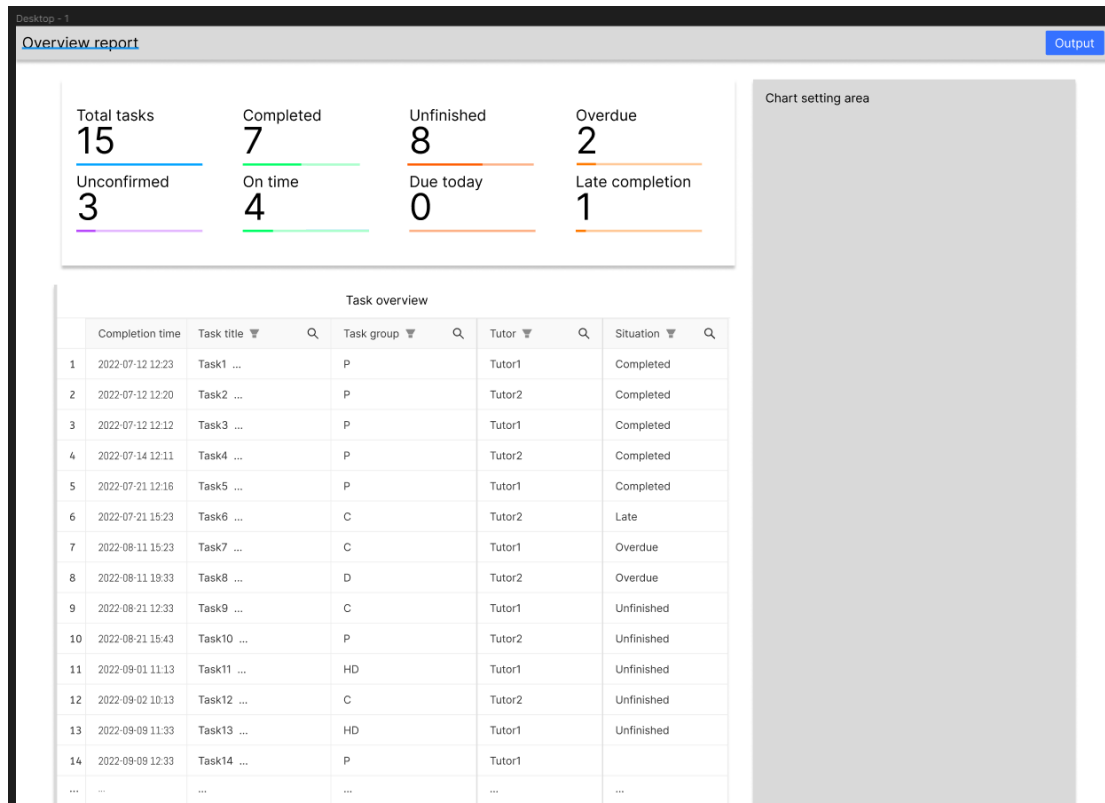 Desktop - 1
Overview report
Output
Total tasks Completed Unfinished Overdue
15 7 8 2
Unconfirmed On time Due today Late completion
3 4 0 1
Chart setting area
Task overview
Completion time Task title Task group Tutor Situation
1 2022-07-12 12:23 Task1 ... P Tutor1 Completed
2 2022-07-12 12:20 Task2 ... P Tutor2 Completed
3 2022-07-12 12:12 Task3 ... P Tutor1 Completed
4 2022-07-14 12:11 Task4 ... P Tutor2 Completed
5 2022-07-21 12:16 Task5 ... P Tutor1 Completed
6 2022-07-21 15:23 Task6 ... C Tutor2 Late
7 2022-08-11 15:23 Task7 ... C Tutor1 Overdue
8 2022-08-11 19:33 Task8 ... D Tutor2 Overdue
9 2022-08-21 12:33 Task9 ... C Tutor1 Unfinished
10 2022-08-21 15:43 Task10 ... P Tutor2 Unfinished
11 2022-09-01 11:13 Task11 ... HD Tutor1 Unfinished
12 2022-09-02 10:13 Task12 ... C Tutor2 Unfinished
13 2022-09-09 11:33 Task13 ... HD Tutor1 Unfinished
14 2022-09-09 12:33 Task14 ... P Tutor1
... ... ... ... ... ...